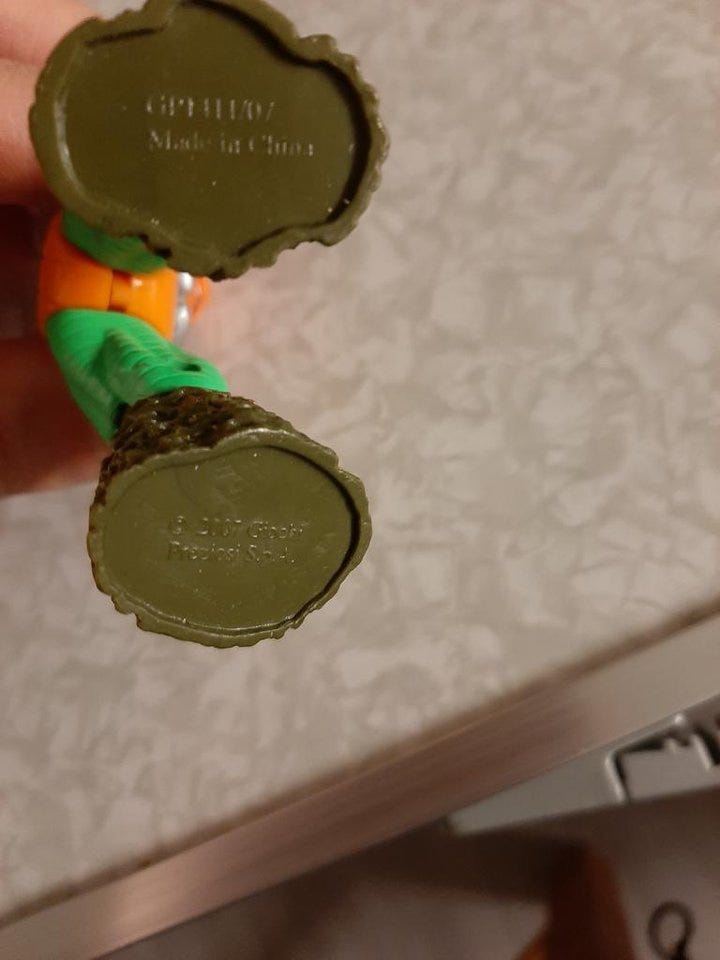 Made in China
© 2007 Giochi
Preziosi S.p.A.